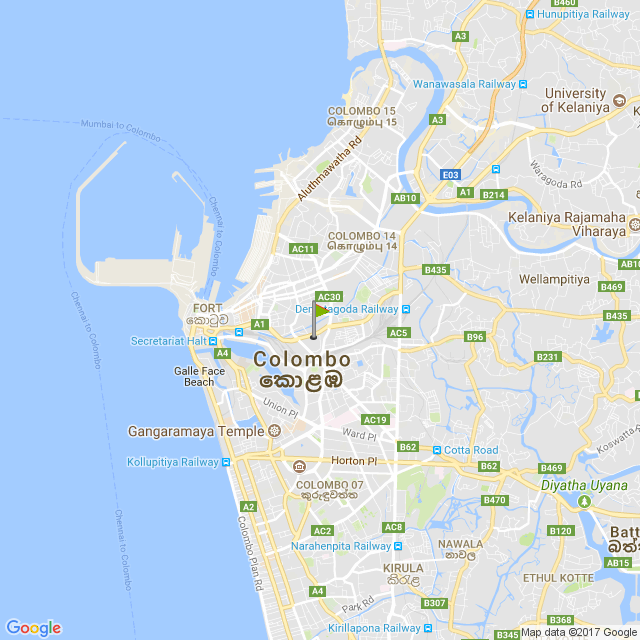 B460
Hunupitiya Railway
A3
Wanawasala Railway
University
of Kelaniya
COLOMBO 15
கொழும்பு 15
A3
Mumbai to Colombo
Aluthmawatha Rd
E03
Waragoda Rd
A1
B214
AB10
Chennai to Colombo
Kelaniya Rajamaha
Viharaya
COLOMBO 14
கொழும்பு 14
AC11
AB10
B435
Wellampitiya
B469
AC30
FORT
කොටුව
Dematagoda Railway
B435
A1
AC5
B96
Secretariat Halt
A4
Colombo
කොළඹ
B231
Chennai to Colombo
Galle Face
Beach
Union Pl
AC19
Gangaramaya Temple
Ward Pl
B62
Cotta Road
Koswatta
Kollupitiya Railway
Horton Pl
B62
B469
COLOMBO 07
කුරුඳුවත්ත
Diyatha Uyana
B470
A2
Chennai to Colombo
Colombo Plan Rd
AC2
AC8
B120
Batt
බත්
Narahenpita Railway
NAWALA
නාවල
AB15
KIRULA
කිරුළ
ETHUL KOTTE
A4
Park Rd
B307
B368
Kirillapona Railway
B345
Google
Map data ©2017 Google